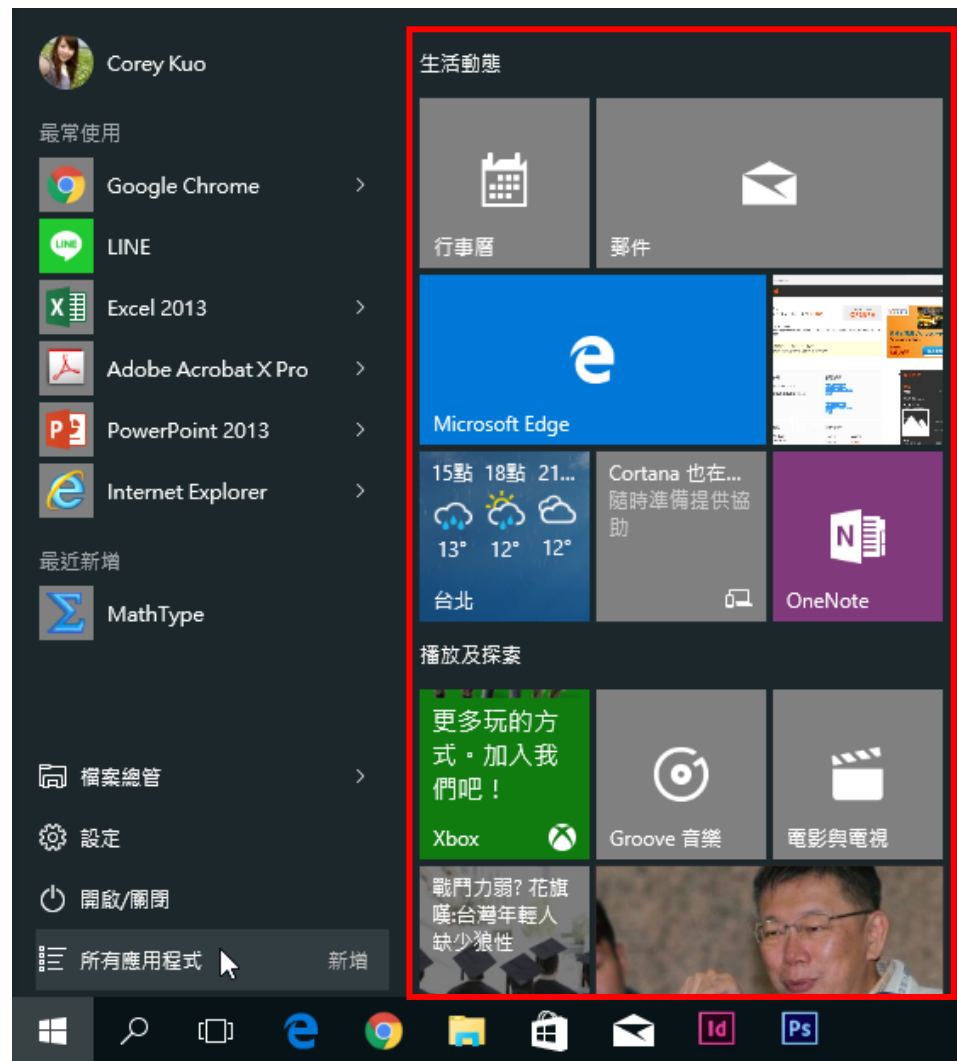 Corey Kuo
最常使用
Google Chrome
LINE
LINE
Excel 2013
Adobe Acrobat X Pro
PowerPoint 2013
Internet Explorer
最近新增
MathType
檔案總管
設定
開啟/關閉
所有應用程式 新增
生活動態
行事曆
郵件
Microsoft Edge
15點 18點 21...
13° 12° 12°
台北
Cortana 也在...
隨時準備提供協
助
N
OneNote
播放及探索
更多玩的方
式。加入我
們吧！
Xbox
Groove 音樂
電影與電視
戰鬥力弱? 花旗
嘆:台灣年輕人
缺少狼性
Id
Ps